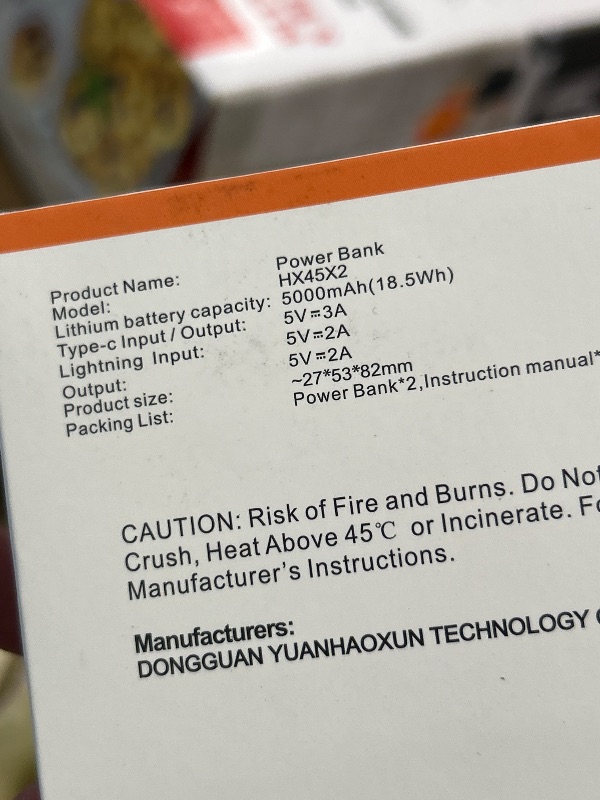 Product Name: Power Bank
Model: HX45X2
Lithium battery capacity: 5000mAh(18.5Wh)
Type-c Input / Output: 5V⎓3A
Lightning Input: 5V⎓2A
Output: 5V⎓2A
Product size: ~27*53*82mm
Packing List: Power Bank*2,Instruction manual*
CAUTION: Risk of Fire and Burns. Do Not
Crush, Heat Above 45℃ or Incinerate. Fo
Manufacturer's Instructions.
Manufacturers:
DONGGUAN YUANHAOXUN TECHNOLOGY